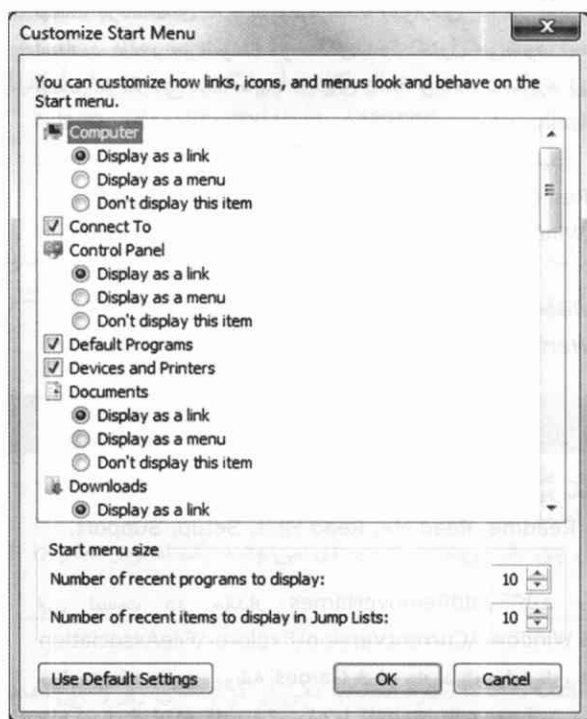 Customize Start Menu
You can customize how links, icons, and menus look and behave on the
Start menu.
Computer
Display as a link
Display as a menu
Don't display this item
Connect To
Control Panel
Display as a link
Display as a menu
Don't display this item
Default Programs
Devices and Printers
Documents
Display as a link
Display as a menu
Don't display this item
Downloads
Display as a link
Start menu size
Number of recent programs to display: 10
Number of recent items to display in Jump Lists: 10
Use Default Settings OK Cancel